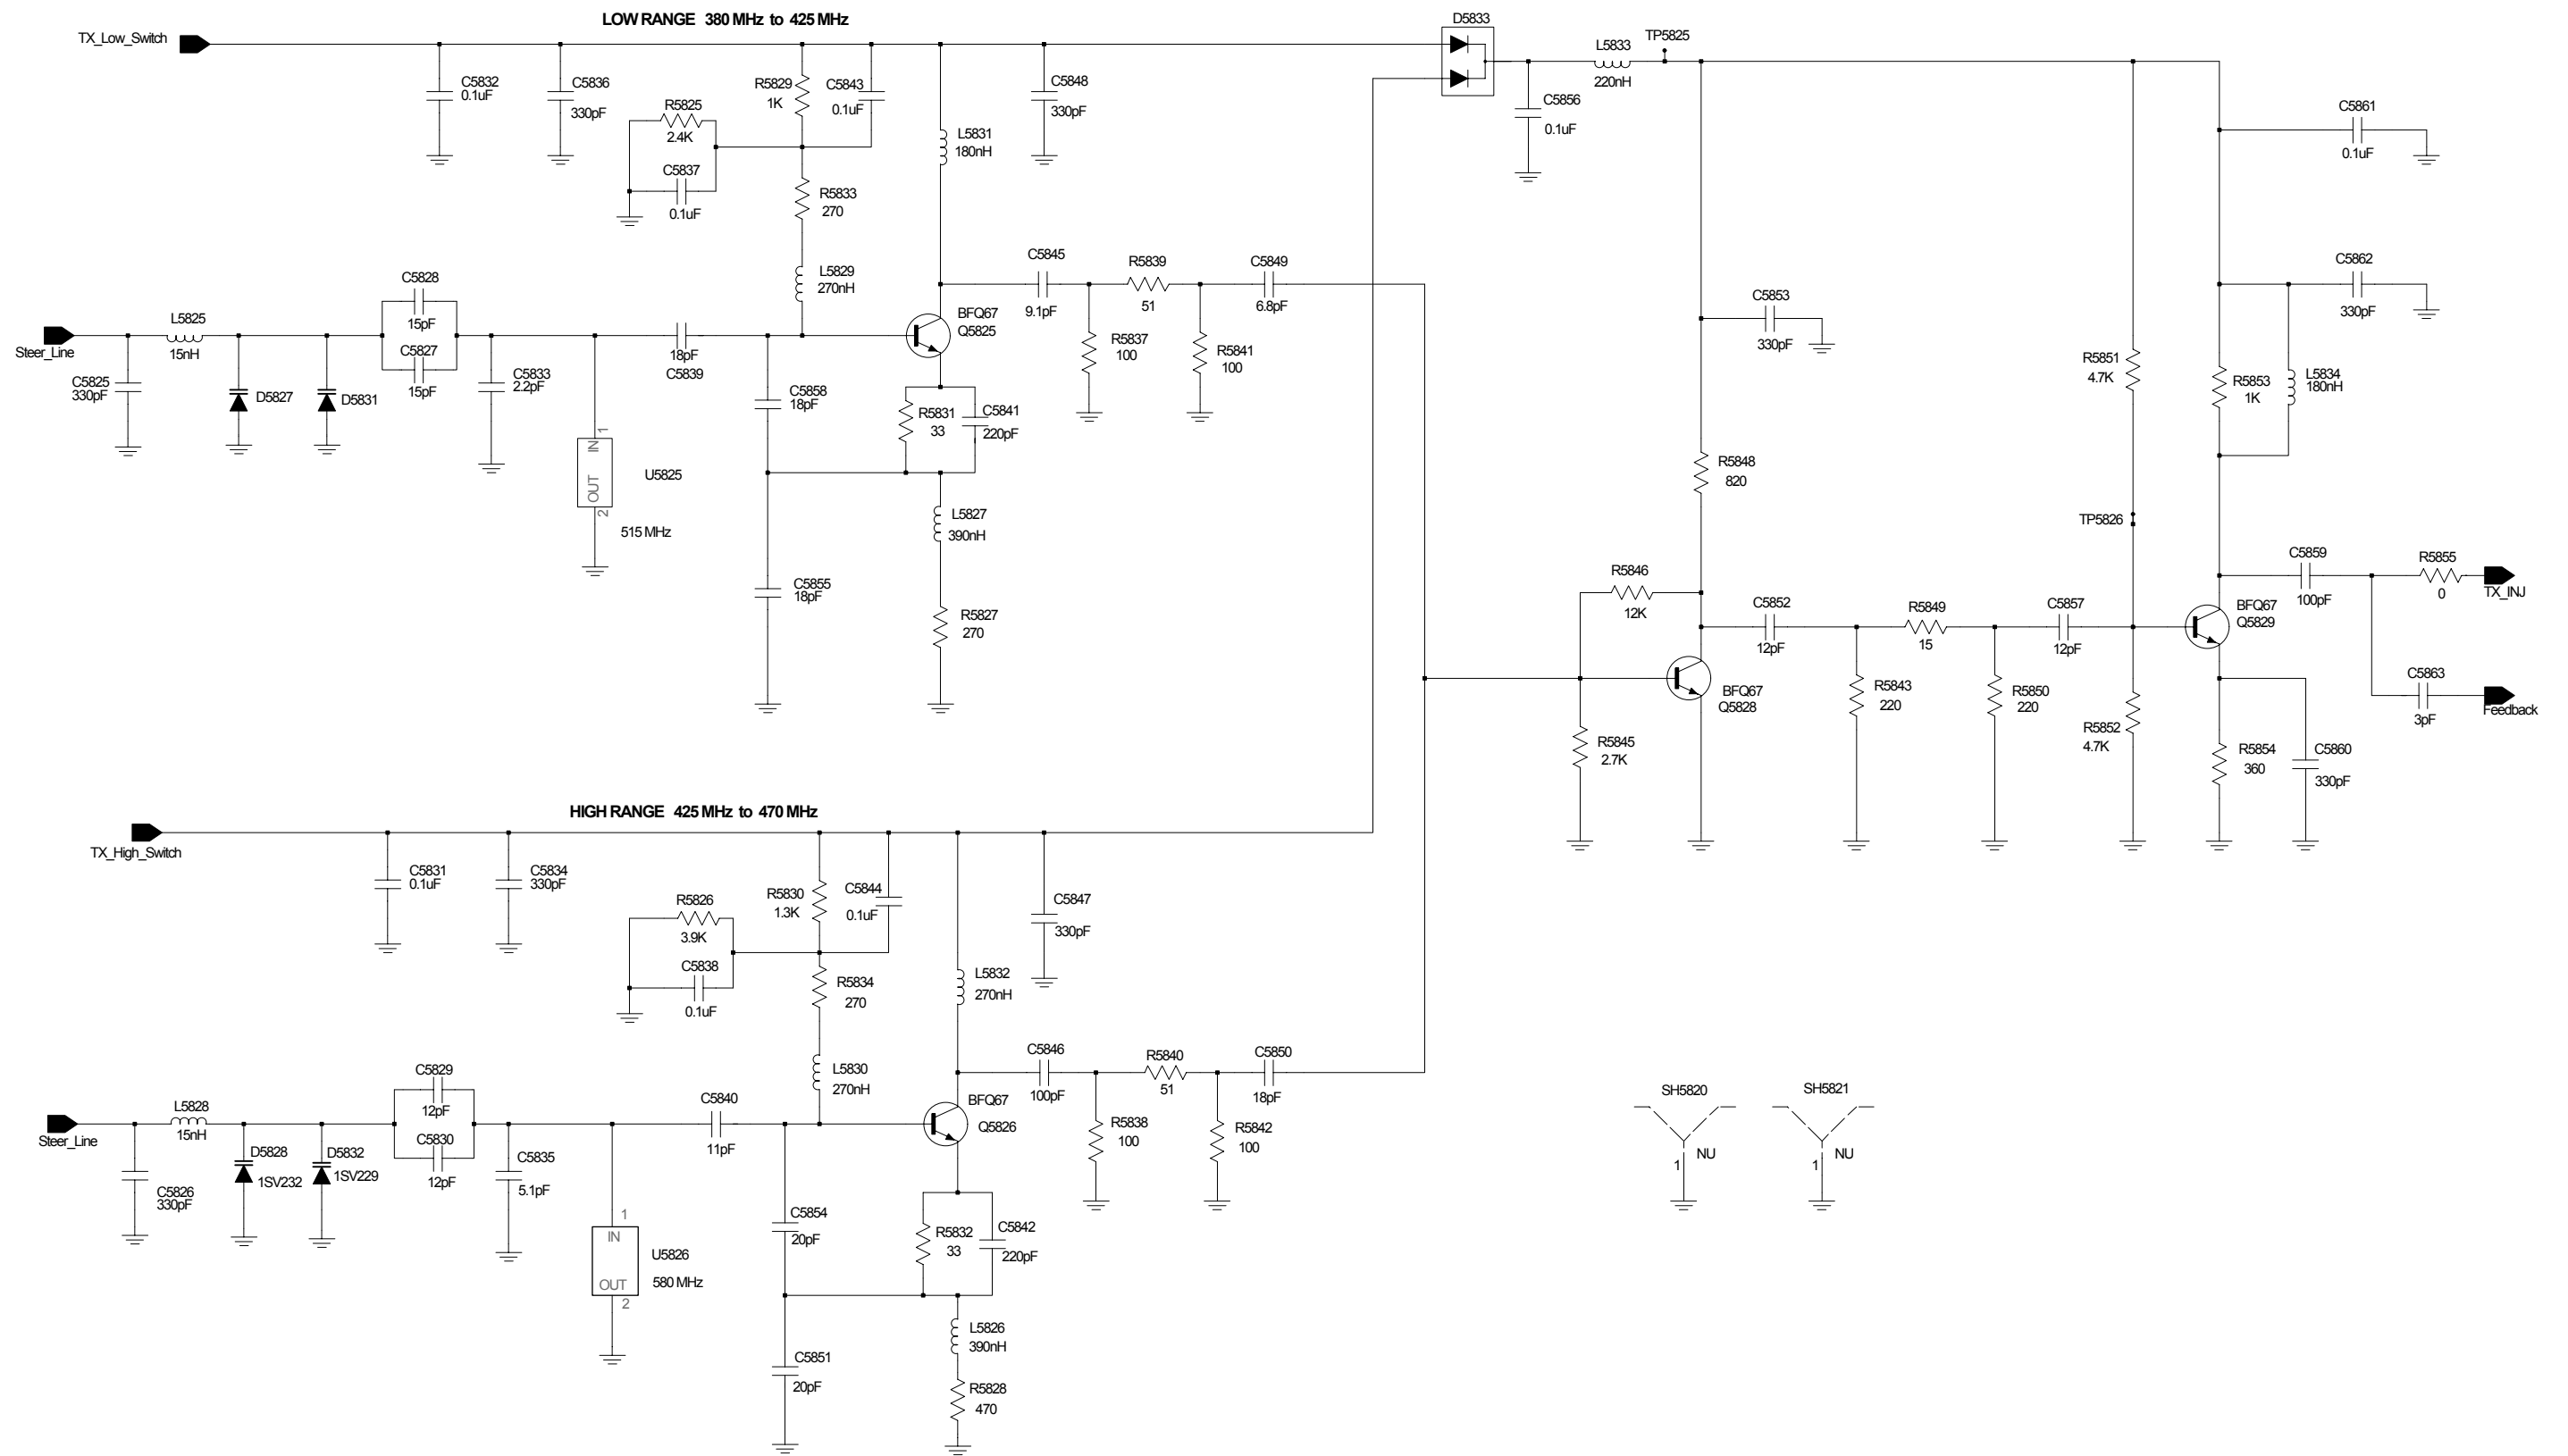 LOW RANGE 380 MHz to 425 MHz
TX_Low_Switch
C5832
0.1uF
C5836
330pF
R5829
1K
C5843
0.1uF
R5825
2.4K
C5837
0.1uF
R5833
270
L5829
270nH
L5831
180nH
C5848
330pF
D5833
C5856
0.1uF
L5833
220nH
TP5825
C5861
0.1uF
C5862
330pF
C5853
330pF
R5851
4.7K
R5853
1K
L5834
180nH
Steer_Line
C5825
330pF
L5825
15nH
D5827
D5831
C5828
15pF
C5827
15pF
C5833
2.2pF
IN
1
OUT
2
U5825
515 MHz
18pF
C5839
C5858
18pF
C5855
18pF
BFQ67
Q5825
R5831
33
C5841
220pF
L5827
390nH
R5827
270
C5845
9.1pF
R5839
51
C5849
6.8pF
R5837
100
R5841
100
R5848
820
TP5826
R5846
12K
C5852
12pF
R5849
15
C5857
12pF
BFQ67
Q5828
R5845
2.7K
R5843
220
R5850
220
R5852
4.7K
BFQ67
Q5829
C5859
100pF
R5855
0
TX_INJ
C5863
3pF
Feedback
R5854
360
C5860
330pF
HIGH RANGE 425 MHz to 470 MHz
TX_High_Switch
C5831
0.1uF
C5834
330pF
R5830
1.3K
C5844
0.1uF
R5826
3.9K
C5838
0.1uF
R5834
270
L5830
270nH
L5832
270nH
C5847
330pF
Steer_Line
C5826
330pF
L5828
15nH
D5828
1SV232
D5832
1SV229
C5829
12pF
C5830
12pF
C5835
5.1pF
1
IN
OUT
2
U5826
580 MHz
C5840
11pF
C5854
20pF
C5851
20pF
BFQ67
Q5826
R5832
33
C5842
220pF
L5826
390nH
R5828
470
C5846
100pF
R5840
51
C5850
18pF
R5838
100
R5842
100
SH5820
NU
1
SH5821
NU
1